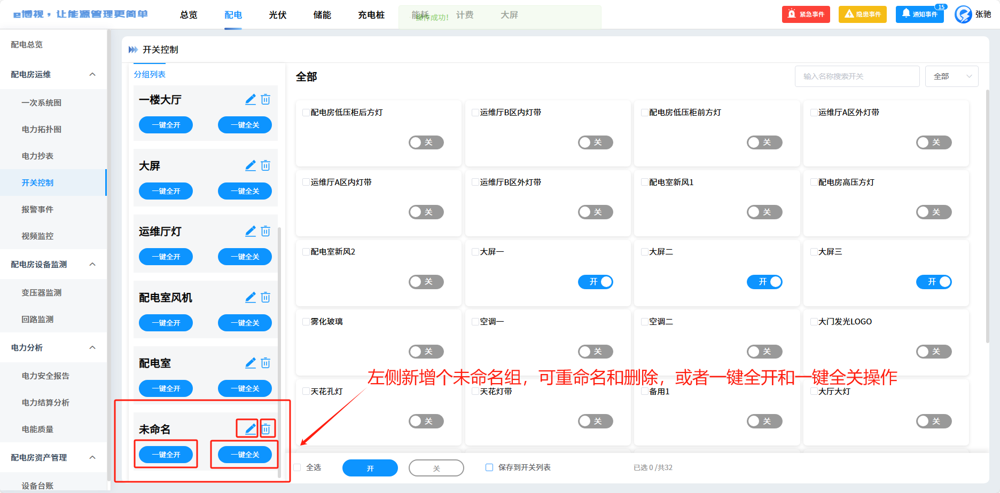 e博视，让能源管理更简单
总览
配电
光伏
储能
充电桩
能耗
计费
大屏
操作成功！
紧急事件
隐患事件
通知事件
15
张驰
配电总览
配电房运维
一次系统图
电力拓扑图
电力抄表
开关控制
报警事件
视频监控
配电房设备监测
变压器监测
回路监测
电力分析
电力安全报告
电力结算分析
电能质量
配电房资产管理
设备台账
开关控制
分组列表
一楼大厅
一键全开
一键全关
大屏
一键全开
一键全关
运维厅灯
一键全开
一键全关
配电室风机
一键全开
一键全关
配电室
一键全开
一键全关
未命名
一键全开
一键全关
全部
输入名称搜索开关
全部
配电房低压柜后方灯
关
运维厅B区内灯带
关
配电房低压柜前方灯
关
运维厅A区外灯带
关
运维厅A区内灯带
关
运维厅B区外灯带
关
配电室新风1
关
配电房高压方灯
关
配电室新风2
关
大屏一
开
大屏二
开
大屏三
开
雾化玻璃
关
空调一
关
空调二
关
大门发光LOGO
关
左侧新增个未命名组，可重命名和删除，或者一键全开和一键全关操作
天花孔灯
关
天花灯带
关
备用1
关
大厅大灯
关
全选
开
关
保存到开关列表
已选 0 /共32